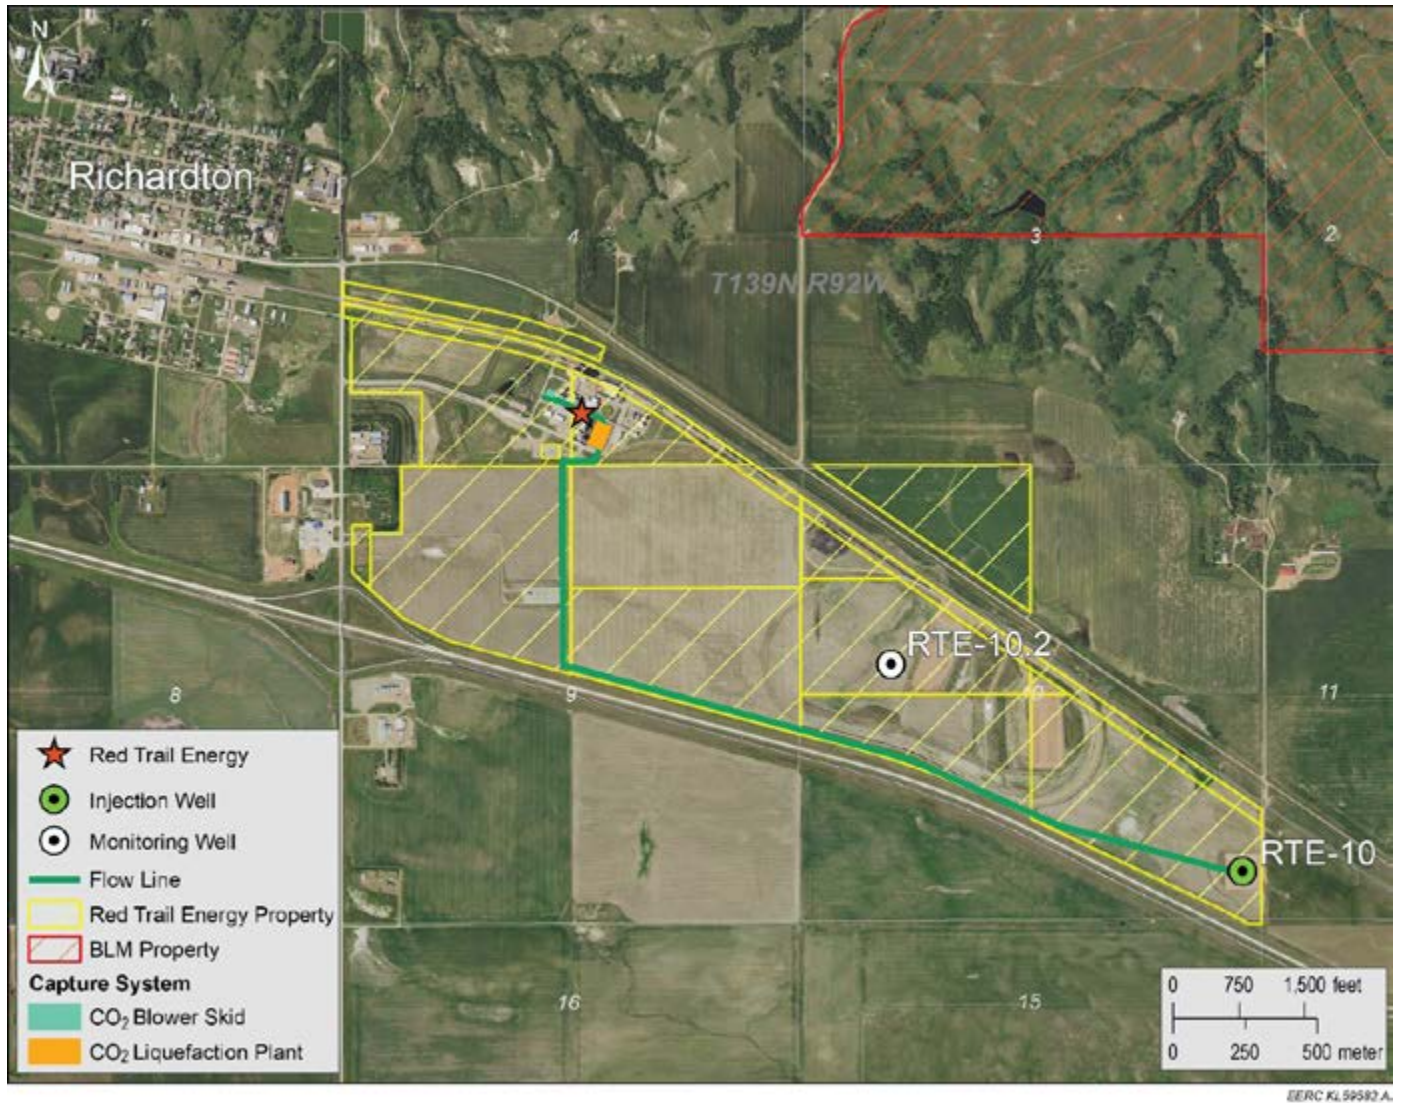 N
Richardton
4
3
2
T139N R92W
RTE-10.2
10
11
8
9
RTE-10
16
15
Red Trail Energy
Injection Well
Monitoring Well
Flow Line
Red Trail Energy Property
BLM Property
Capture System
CO2 Blower Skid
CO2 Liquefaction Plant
0 750 1,500 feet
0 250 500 meter
EERC KL59582.A.